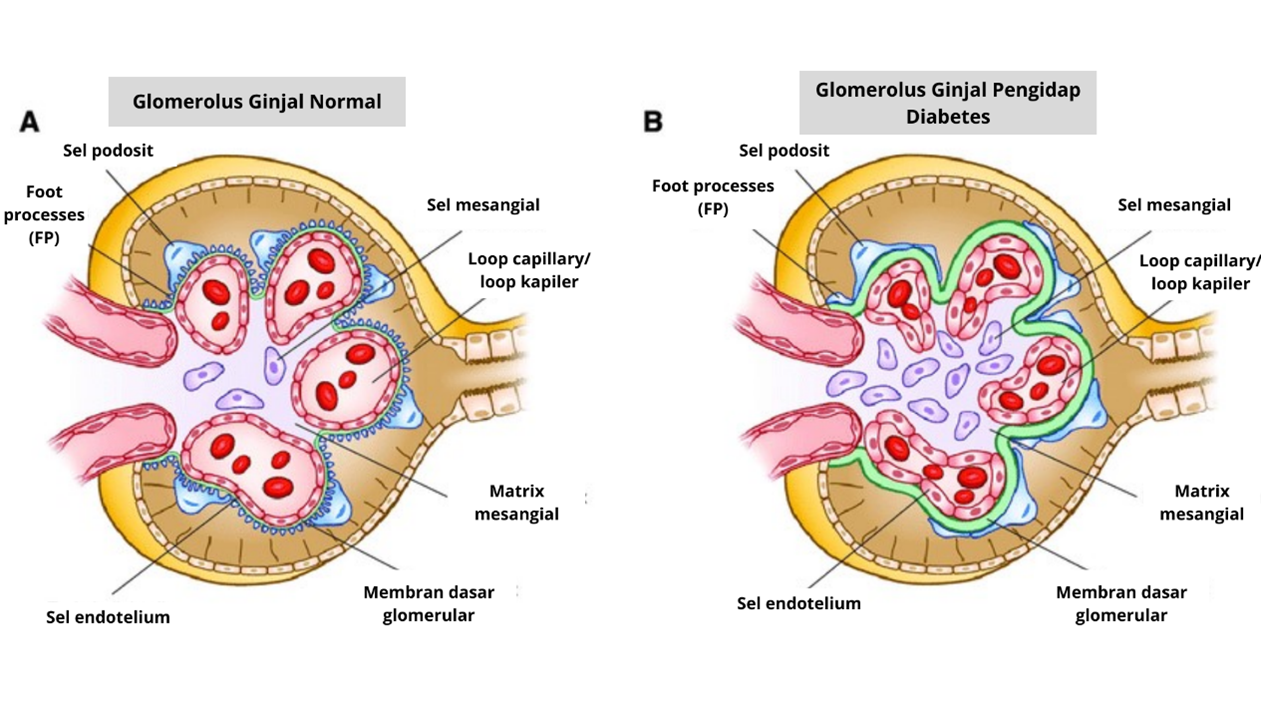 A
Glomerolus Ginjal Normal
Sel podosit
Foot
processes
(FP)
Sel mesangial
Loop capillary/
loop kapiler
Matrix
mesangial
Membran dasar
glomerular
Sel endotelium
B
Glomerolus Ginjal Pengidap
Diabetes
Sel podosit
Foot processes
(FP)
Sel mesangial
Loop capillary/
loop kapiler
Matrix
mesangial
Membran dasar
glomerular
Sel endotelium